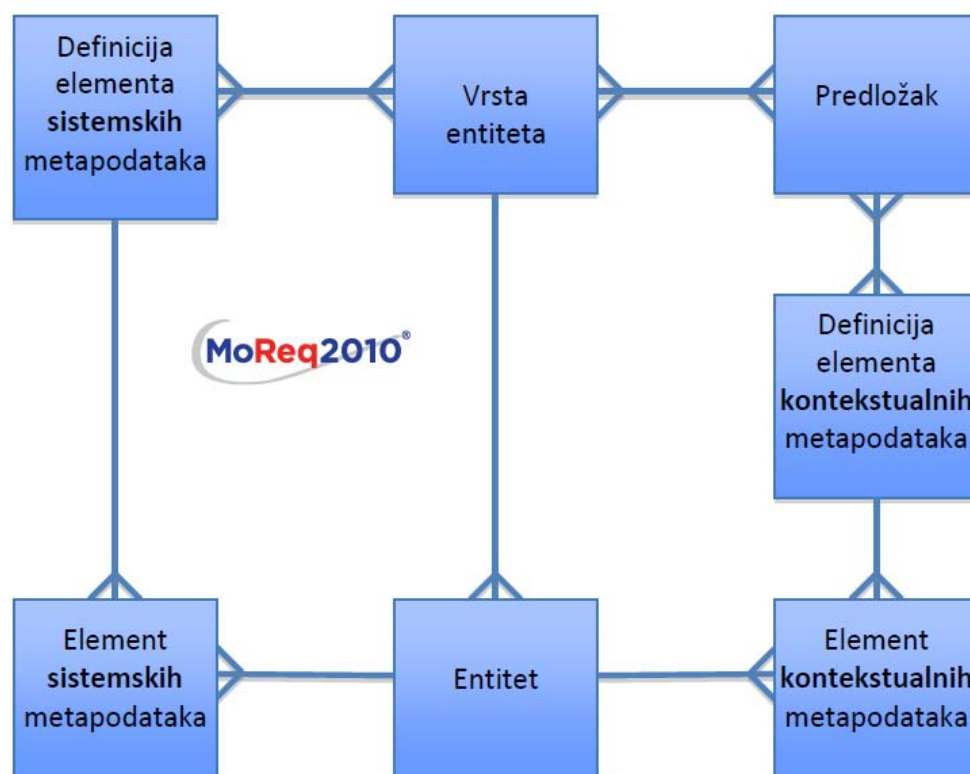 Definicija
elementa
sistemskih
metapodataka
Vrsta
entiteta
Predložak
MoReq2010®
Definicija
elementa
kontekstualnih
metapodataka
Element
sistemskih
metapodataka
Entitet
Element
kontekstualnih
metapodataka